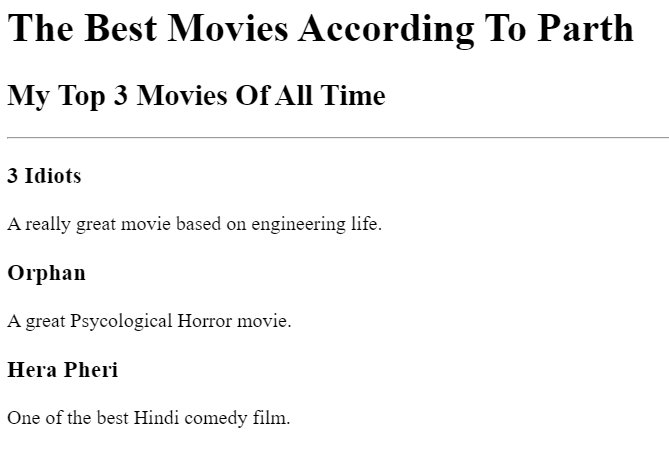 The Best Movies According To Parth
My Top 3 Movies Of All Time
3 Idiots
A really great movie based on engineering life.
Orphan
A great Psycological Horror movie.
Hera Pheri
One of the best Hindi comedy film.